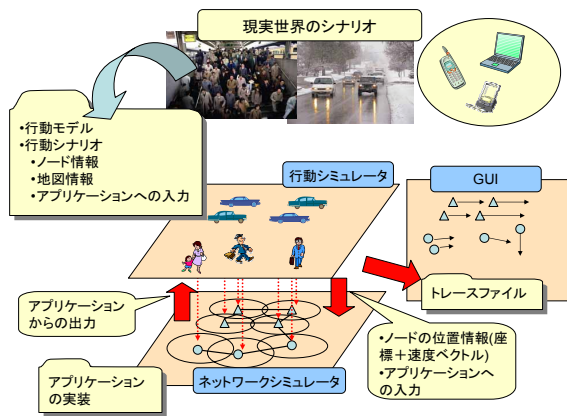 現実世界のシナリオ
•行動モデル
•行動シナリオ
•ノード情報
•地図情報
•アプリケーションへの入力
行動シミュレータ
GUI
トレースファイル
アプリケーション
からの出力
•ノードの位置情報(座
標＋速度ベクトル)
•アプリケーションへ
の入力
アプリケーション
の実装
ネットワークシミュレータ